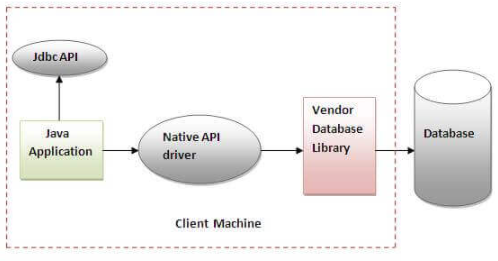 Jdbc API
Java
Application
Native API
driver
Vendor
Database
Library
Database
Client Machine